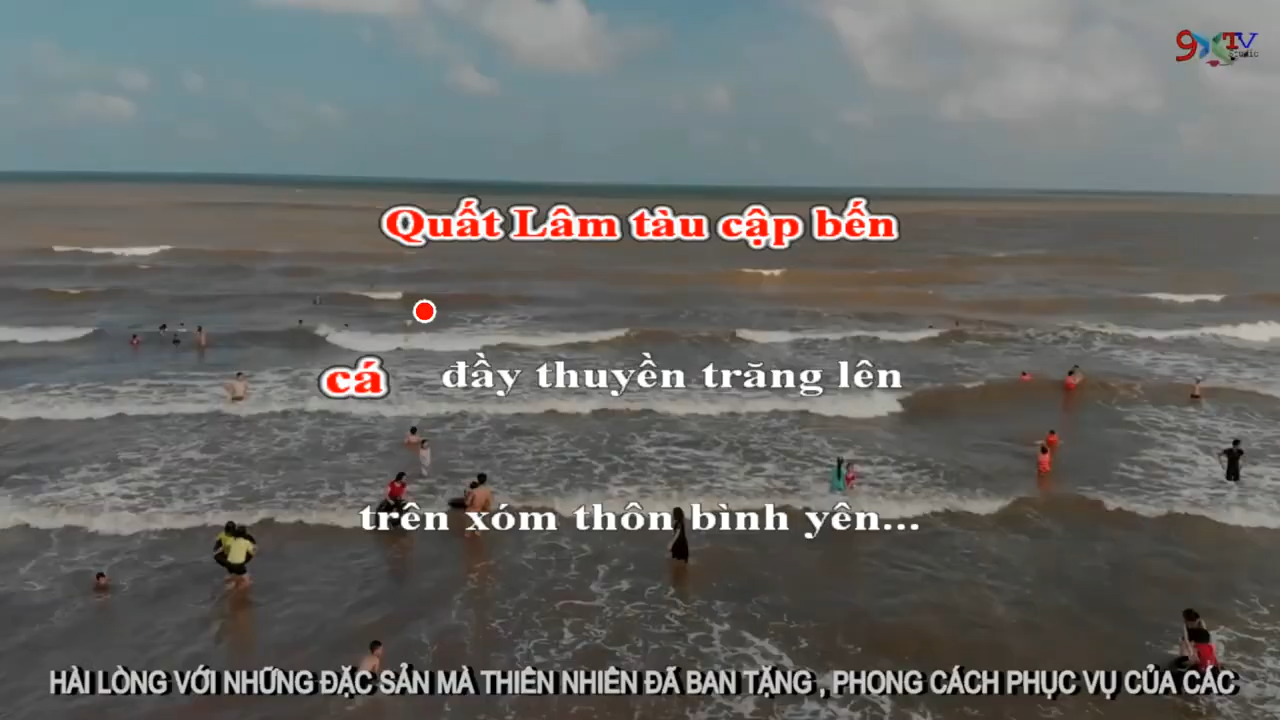 9X TV
Studio
Quất Lâm tàu cập bến
cá đầy thuyền trăng lên
trên xóm thôn bình yên...
HÀI LÒNG VỚI NHỮNG ĐẶC SẢN MÀ THIÊN NHIÊN ĐÃ BAN TẶNG , PHONG CÁCH PHỤC VỤ CỦA CÁC